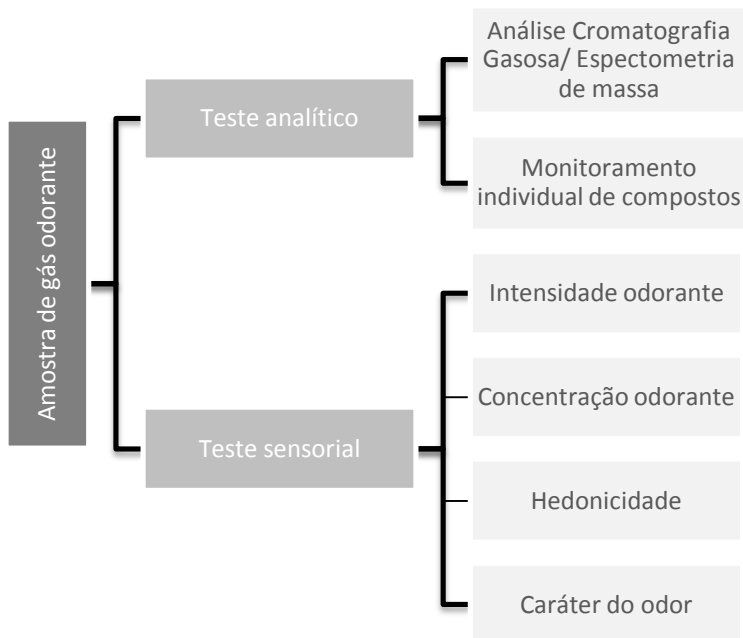 Amostra de gás odorante
Teste analítico
Análise Cromatografia
Gasosa/ Espectometria
de massa
Monitoramento
individual de compostos
Teste sensorial
Intensidade odorante
Concentração odorante
Hedonicidade
Caráter do odor